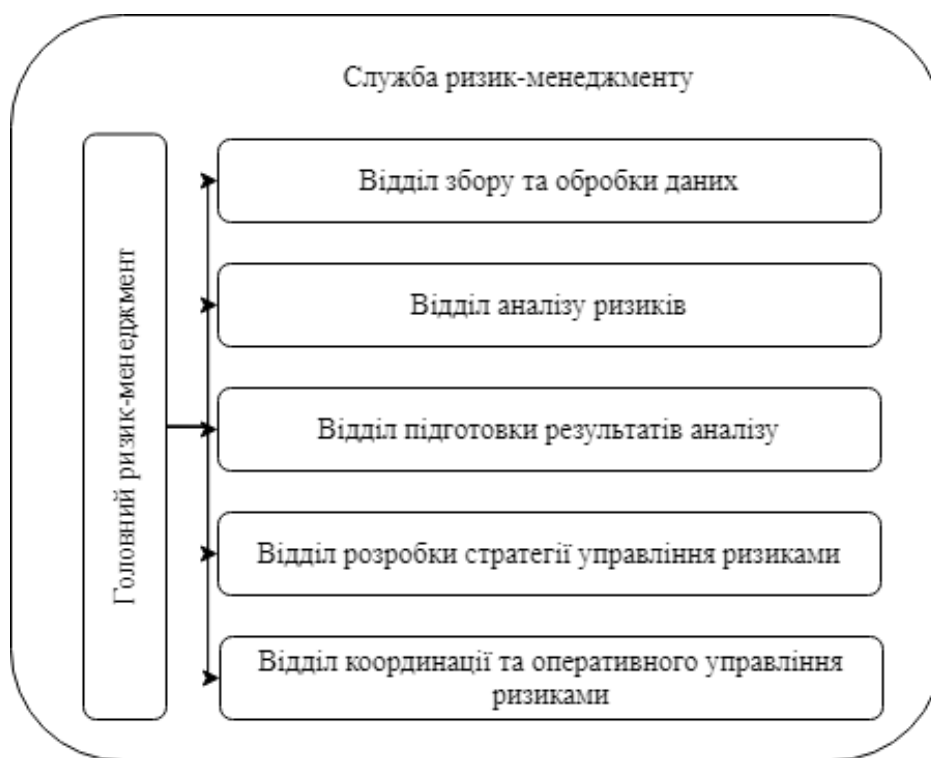 Служба ризик-менеджменту
Головний ризик-менеджмент
Відділ збору та обробки даних
Відділ аналізу ризиків
Відділ підготовки результатів аналізу
Відділ розробки стратегії управління ризиками
Відділ координації та оперативного управління
ризиками